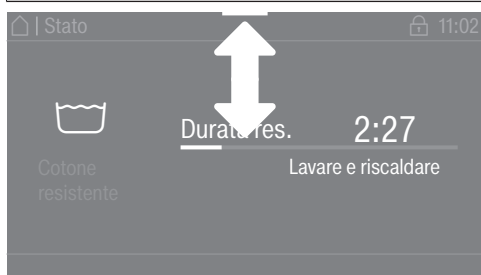 | Stato 11:02
Durata res. 2:27
Lavare e riscaldare
Cotone
resistente